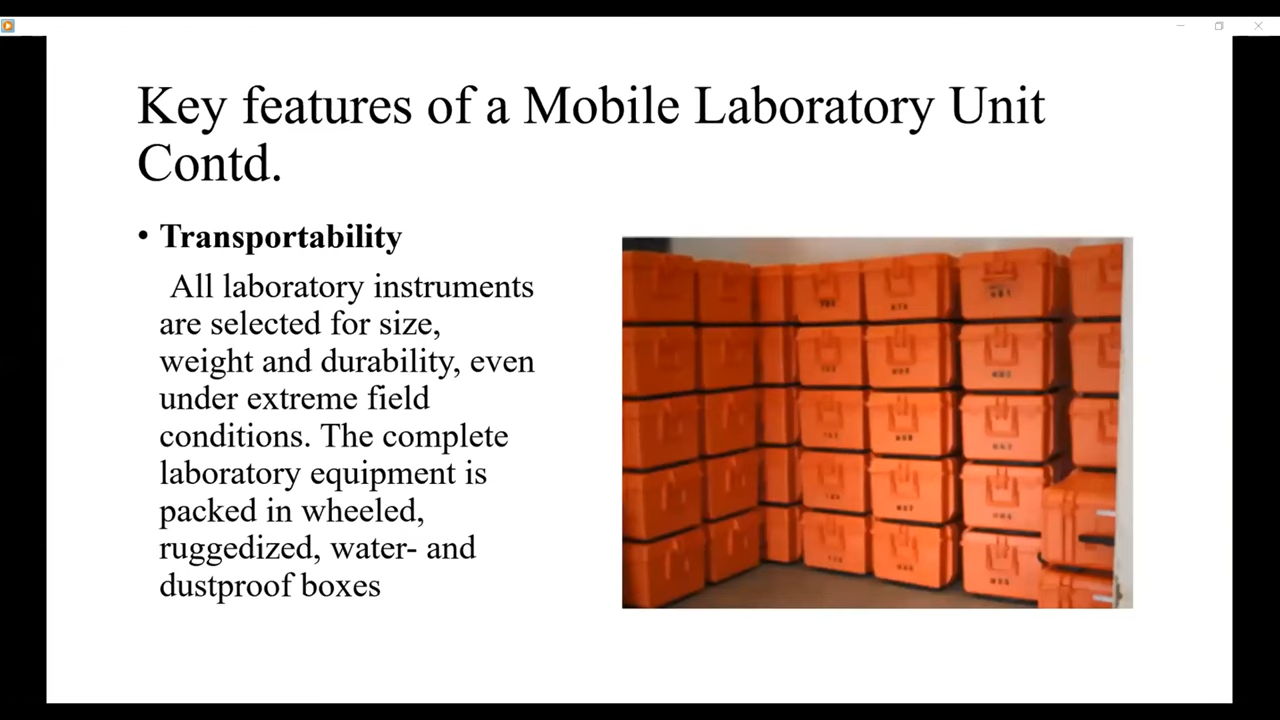 Key features of a Mobile Laboratory Unit
Contd.
• Transportability
All laboratory instruments
are selected for size,
weight and durability, even
under extreme field
conditions. The complete
laboratory equipment is
packed in wheeled,
ruggedized, water- and
dustproof boxes